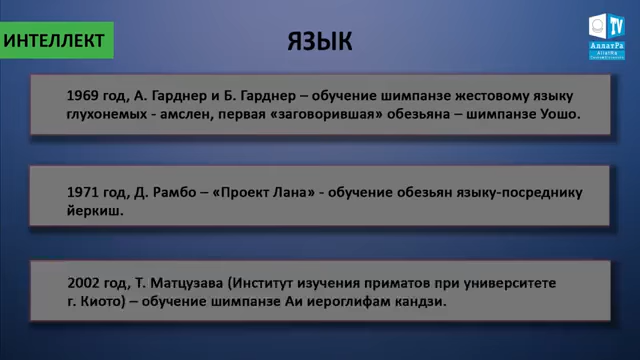 ИНТЕЛЛЕКТ
ЯЗЫК
TV
АллатРа
1969 год, А. Гарднер и Б. Гарднер – обучение шимпанзе жестовому языку
глухонемых - амслен, первая «заговорившая» обезьяна – шимпанзе Уошо.
1971 год, Д. Рамбо – «Проект Лана» - обучение обезьян языку-посреднику
йеркиш.
2002 год, Т. Матцузава (Институт изучения приматов при университете
г. Киото) – обучение шимпанзе Аи иероглифам кандзи.